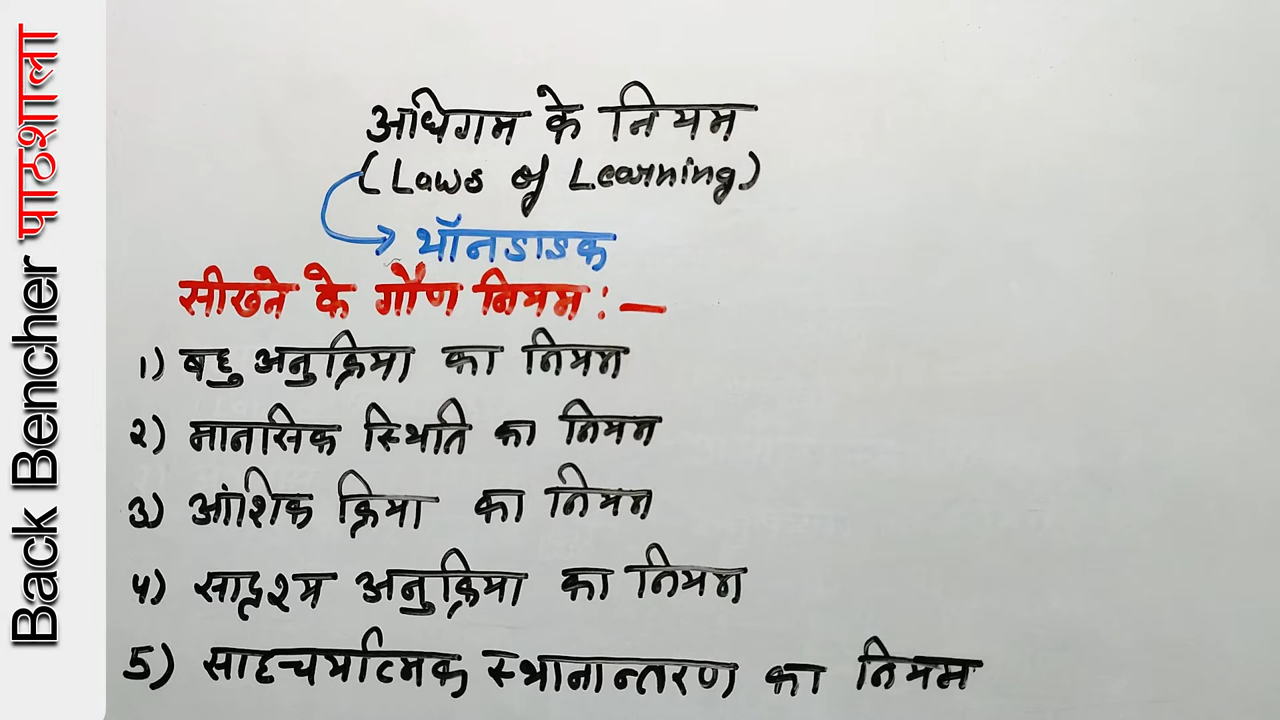 Back Bencher पाठशाला
अधिगम के नियम
(Laws of Learning)
थॉनडाइक
सीखने के गौण नियम :—
1) बहु अनुक्रिया का नियम
2) मानसिक स्थिति का नियम
3) आंशिक क्रिया का नियम
4) सादृश्य अनुक्रिया का नियम
5) साहचर्यात्मक स्थानान्तरण का नियम